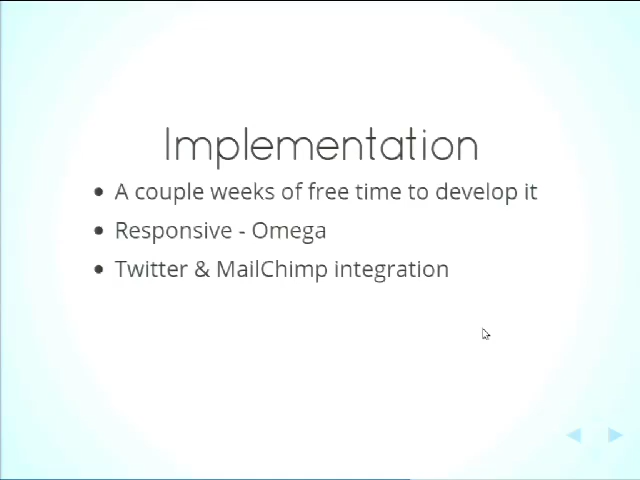 Implementation
A couple weeks of free time to develop it
Responsive - Omega
Twitter & MailChimp integration